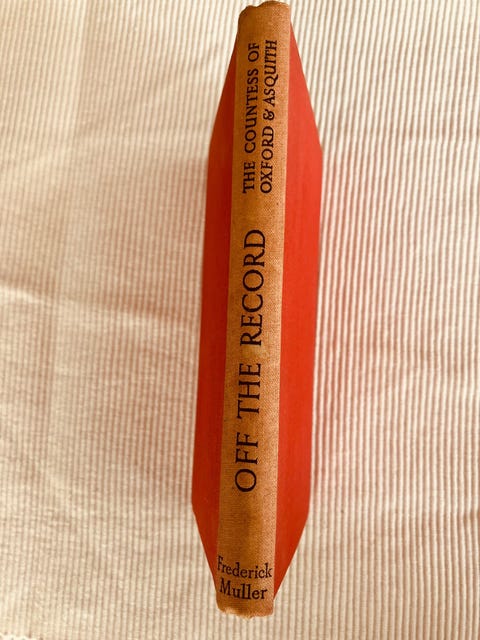 THE COUNTESS OF
OXFORD & ASQUITH
OFF THE RECORD
Frederick
Muller